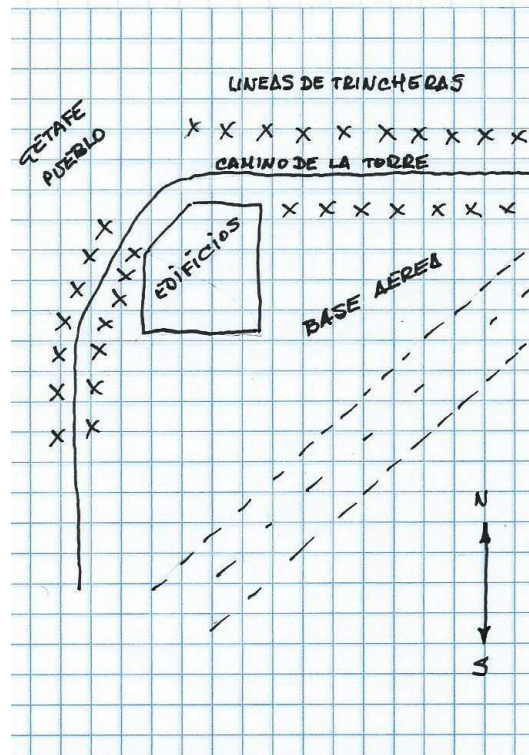 LINEAS DE TRINCHERAS
GETAFE
PUEBLO
CAMINO DE LA TORRE
EDIFICIOS
BASE AEREA
N
S